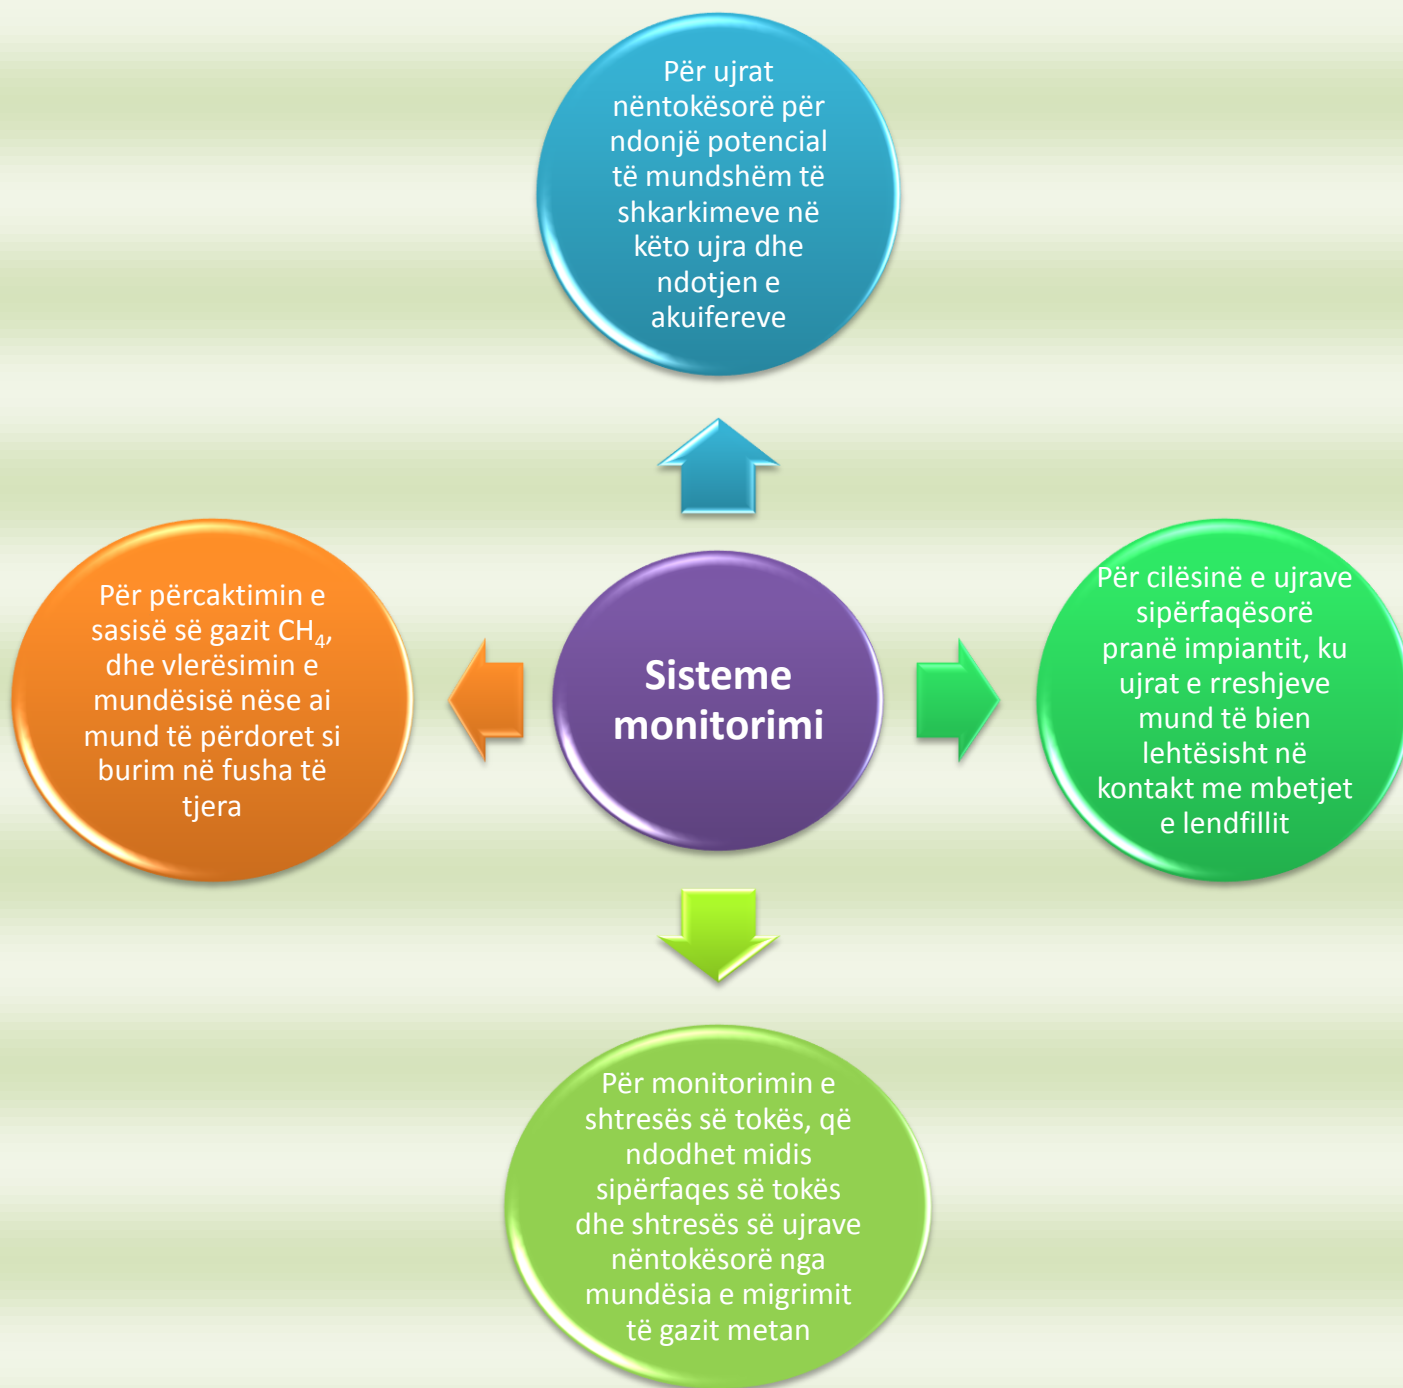 Për ujrat
nëntokësorë për
ndonjë potencial
të mundshëm të
shkarkimeve në
këto ujra dhe
ndotjen e
akuifereve
Për përcaktimin e
sasisë së gazit CH₄,
dhe vlerësimin e
mundësisë nëse ai
mund të përdoret si
burim në fusha të
tjera
Sisteme
monitorimi
Për cilësinë e ujrave
sipërfaqësorë
pranë impiantit, ku
ujrat e rreshjeve
mund të bien
lehtësisht në
kontakt me mbetjet
e lendfillit
Për monitorimin e
shtresës së tokës, që
ndodhet midis
sipërfaqes së tokës
dhe shtresës së ujrave
nëntokësorë nga
mundësia e migrimit
të gazit metan